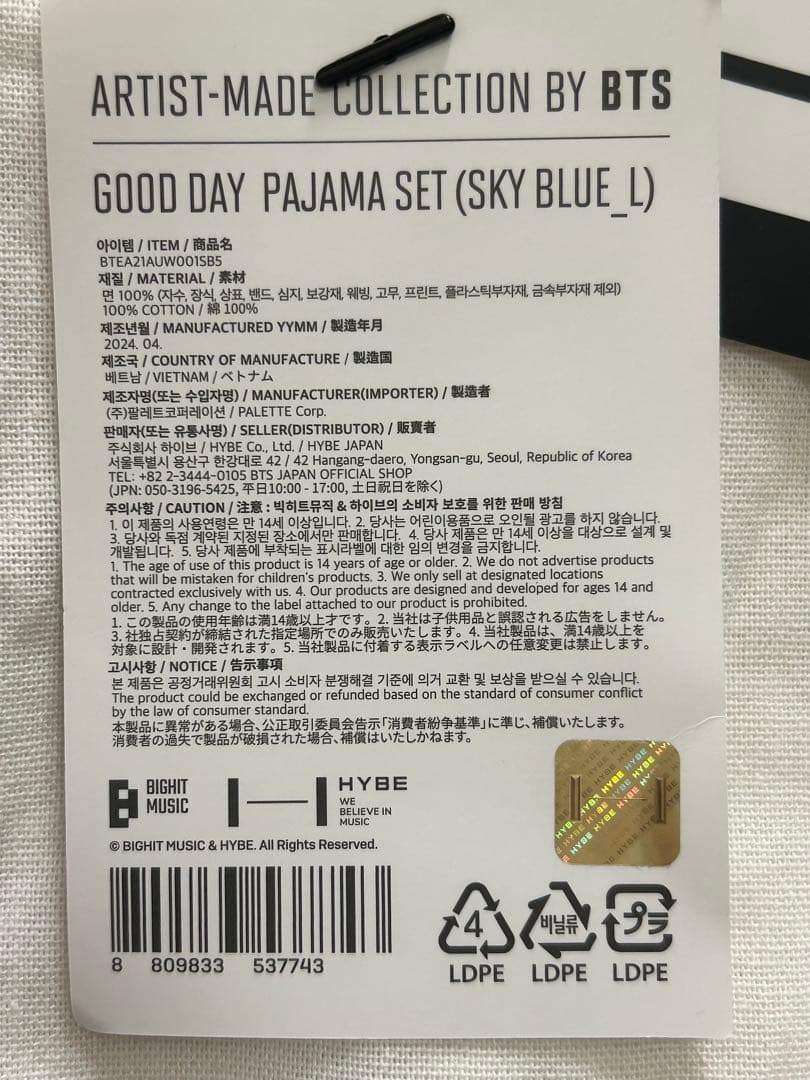 ARTIST-MADE COLLECTION BY BTS
GOOD DAY PAJAMA SET (SKY BLUE_L)
아이템 / ITEM / 商品名
BTEA21AUW001SB5
재질 / MATERIAL / 素材
면 100% (자수, 장식, 상표, 밴드, 심지, 보강재, 웨빙, 고무, 프린트, 플라스틱부자재, 금속부자재 제외)
100% COTTON / 綿 100%
제조년월 / MANUFACTURED YYMM / 製造年月
2024. 04.
제조국 / COUNTRY OF MANUFACTURE / 製造国
베트남 / VIETNAM / ベトナム
제조자명(또는 수입자명) / MANUFACTURER(IMPORTER) / 製造者
(주)팔레트코퍼레이션 / PALETTE Corp.
판매자(또는 유통사명) / SELLER(DISTRIBUTOR) / 販賣者
주식회사 하이브 / HYBE Co., Ltd. / HYBE JAPAN
서울특별시 용산구 한강대로 42 / 42 Hangang-daero, Yongsan-gu, Seoul, Republic of Korea
TEL: +82 2-3444-0105 BTS JAPAN OFFICIAL SHOP
(JPN: 050-3196-5425, 平日10:00 - 17:00, 土日祝日を除く)
주의사항 / CAUTION / 注意 : 빅히트뮤직 & 하이브의 소비자 보호를 위한 판매 방침
1. 이 제품의 사용연령은 만 14세 이상입니다. 2. 당사는 어린이용품으로 오인될 광고를 하지 않습니다.
3. 당사와 독점 계약된 지정된 장소에서만 판매합니다. 4. 당사 제품은 만 14세 이상을 대상으로 설계 및
개발됩니다. 5. 당사 제품에 부착되는 표시라벨에 대한 임의 변경을 금지합니다.
1. The age of use of this product is 14 years of age or older. 2. We do not advertise products
that will be mistaken for children's products. 3. We only sell at designated locations
contracted exclusively with us. 4. Our products are designed and developed for ages 14 and
older. 5. Any change to the label attached to our product is prohibited.
1. この製品の使用年齢は満14歳以上才です。2. 当社は子供用品と誤認される広告をしません。
3. 社独占契約が締結された指定場所でのみ販売いたします。4. 当社製品は、満14歳以上を
対象に設計・開発されます。5. 当社製品に付着する表示ラベルへの任意変更は禁止します。
고시사항 / NOTICE / 告示事項
본 제품은 공정거래위원회 고시 소비자 분쟁해결 기준에 의거 교환 및 보상을 받으실 수 있습니다.
The product could be exchanged or refunded based on the standard of consumer conflict
by the law of consumer standard.
本製品に異常がある場合、公正取引委員会告示「消費者紛争基準」に準じ、補償いたします。
消費者の過失で製品が破損された場合、補償はいたしかねます。
BIGHIT
MUSIC
HYBE
WE
BELIEVE IN
MUSIC
HYBE HYBE HYBE
© BIGHIT MUSIC & HYBE. All Rights Reserved.
8 809833 537743
4
비닐류
プラ
LDPE LDPE LDPE